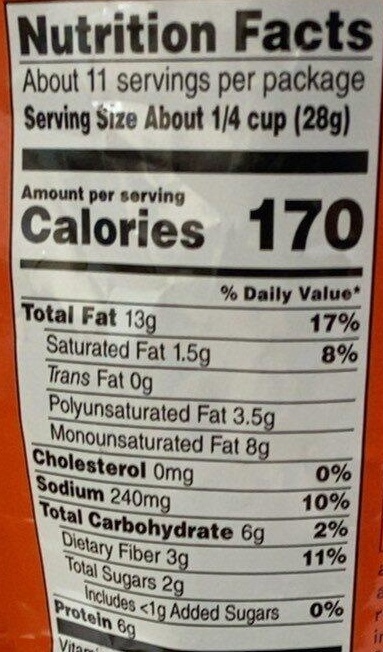 Nutrition Facts
About 11 servings per package
Serving Size About 1/4 cup (28g)
Amount per serving
Calories 170
% Daily Value*
Total Fat 13g 17%
Saturated Fat 1.5g 8%
Trans Fat 0g
Polyunsaturated Fat 3.5g
Monounsaturated Fat 8g
Cholesterol 0mg 0%
Sodium 240mg 10%
Total Carbohydrate 6g 2%
Dietary Fiber 3g 11%
Total Sugars 2g
Includes <1g Added Sugars 0%
Protein 6g